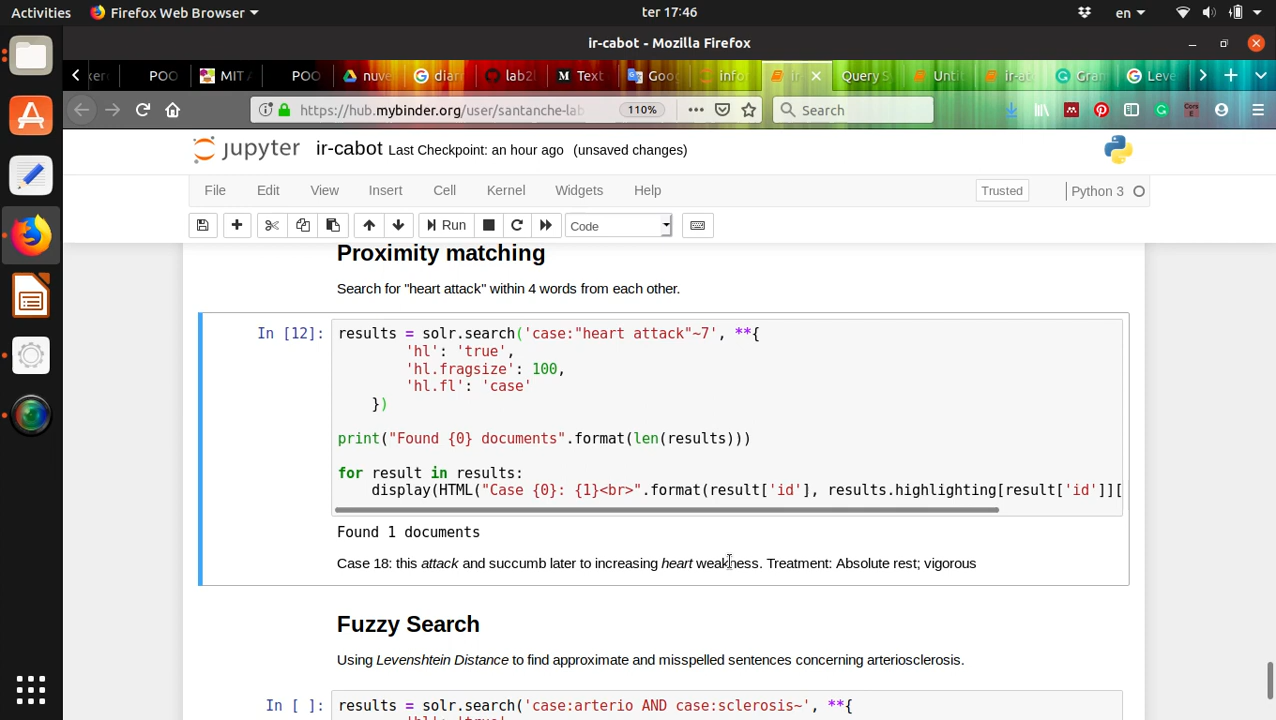 Activities Firefox Web Browser ter 17:46 en
ir-cabot - Mozilla Firefox
POO MIT POO nuve diar lab2 Text Goo infor ir- Query S Unti ir-ac Gran Leve
https://hub.mybinder.org/user/santanche-lab 110% Search
jupyter ir-cabot Last Checkpoint: an hour ago (unsaved changes)
File Edit View Insert Cell Kernel Widgets Help Trusted Python 3
Run Code
Proximity matching
Search for "heart attack" within 4 words from each other.
In [12]: results = solr.search('case:"heart attack"~7', **{
'hl': 'true',
'hl.fragsize': 100,
'hl.fl': 'case'
})
print("Found {0} documents".format(len(results)))
for result in results:
display(HTML("Case {0}: {1}<br>".format(result['id'], results.highlighting[result['id']][
Found 1 documents
Case 18: this attack and succumb later to increasing heart weakness. Treatment: Absolute rest; vigorous
Fuzzy Search
Using Levenshtein Distance to find approximate and misspelled sentences concerning arteriosclerosis.
In [ ]: results = solr.search('case:arterio AND case:sclerosis~', **{
'hl': 'true',